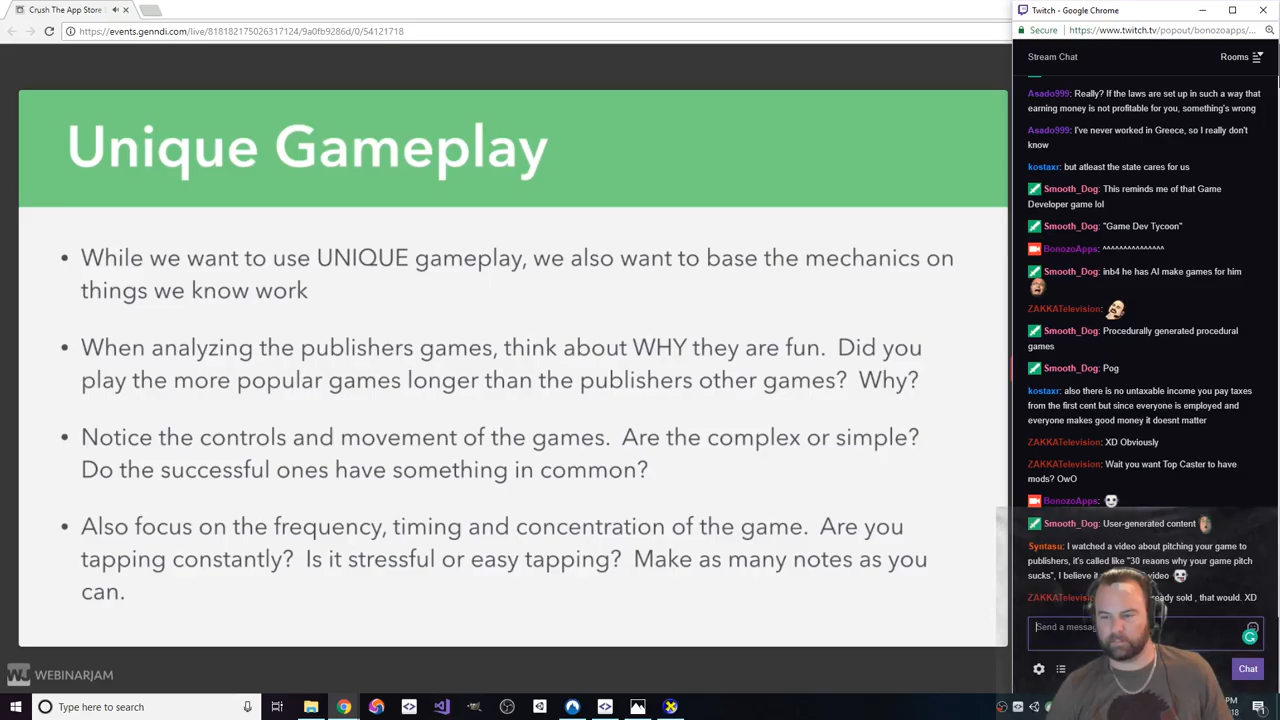 Crush The App Store
https://events.genndi.com/live/818182175026317124/9a0fb9286d/0/54121718
Unique Gameplay
• While we want to use UNIQUE gameplay, we also want to base the mechanics on
things we know work
• When analyzing the publishers games, think about WHY they are fun.  Did you
play the more popular games longer than the publishers other games?  Why?
• Notice the controls and movement of the games.  Are the complex or simple?
Do the successful ones have something in common?
• Also focus on the frequency, timing and concentration of the game.  Are you
tapping constantly?  Is it stressful or easy tapping?  Make as many notes as you
can.
WJ WEBINARJAM
Twitch - Google Chrome
Secure https://www.twitch.tv/popout/bonozoapps/...
Stream Chat
Rooms
Asado999: Really? If the laws are set up in such a way that
earning money is not profitable for you, something's wrong
Asado999: I've never worked in Greece, so I really don't
know
kostaxr: but atleast the state cares for us
Smooth_Dog: This reminds me of that Game
Developer game lol
Smooth_Dog: "Game Dev Tycoon"
BonozoApps: ^^^^^^^^^^^^^^
Smooth_Dog: inb4 he has AI make games for him
ZAKKATelevision:
Smooth_Dog: Procedurally generated procedural
games
Smooth_Dog: Pog
kostaxr: also there is no untaxable income you pay taxes
from the first cent but since everyone is employed and
everyone makes good money it doesnt matter
ZAKKATelevision: XD Obviously
ZAKKATelevision: Wait you want Top Caster to have
mods? OwO
BonozoApps:
Smooth_Dog: User-generated content
Syntasu: I watched a video about pitching your game to
publishers, it's called like "30 reaons why your game pitch
sucks", I believe it video
ZAKKATelevision sold , that would. XD
Send a messag
Chat
Type here to search